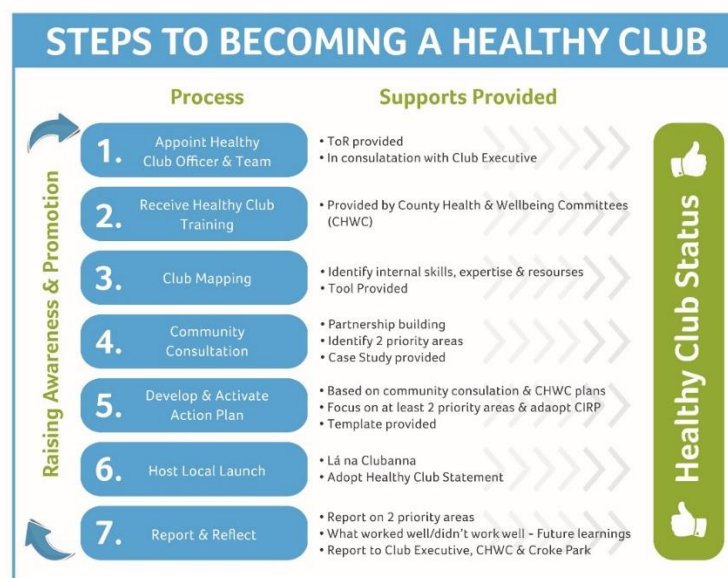 STEPS TO BECOMING A HEALTHY CLUB
Process
Supports Provided
Raising Awareness & Promotion
1.
Appoint Healthy
Club Officer & Team
• ToR provided
• In consulatation with Club Executive
2.
Receive Healthy Club
Training
• Provided by County Health & Wellbeing Committees
(CHWC)
3.
Club Mapping
• Identify internal skills, expertise & resourses
• Tool Provided
4.
Community
Consultation
• Partnership building
• Identify 2 priority areas
• Case Study provided
5.
Develop & Activate
Action Plan
• Based on community consulation & CHWC plans
• Focus on at least 2 priority areas & adaopt CIRP
• Template provided
6.
Host Local Launch
• Lá na Clubanna
• Adopt Healthy Club Statement
7.
Report & Reflect
• Report on 2 priority areas
• What worked well/didn't work well - Future learnings
• Report to Club Executive, CHWC & Croke Park
Healthy Club Status